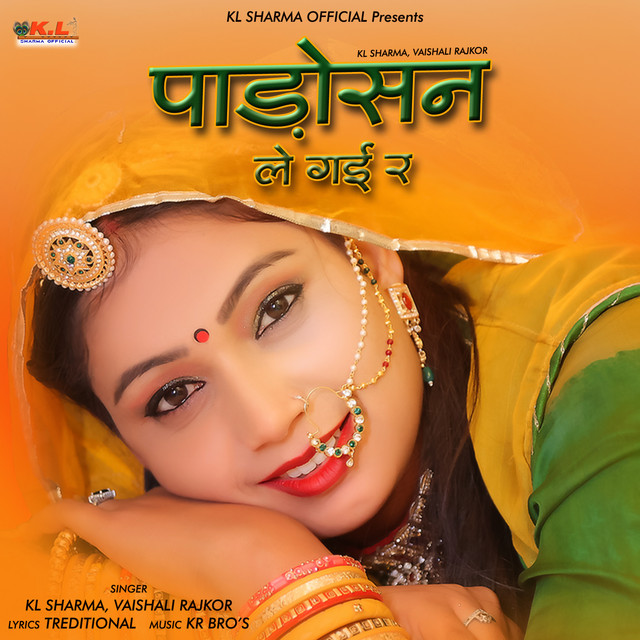 KL SHARMA OFFICIAL Presents
K.L
SHARMA OFFICIAL
KL SHARMA, VAISHALI RAJKOR
पाड़ोसन
ले गई र
SINGER
KL SHARMA, VAISHALI RAJKOR
LYRICS TREDITIONAL MUSIC KR BRO'S